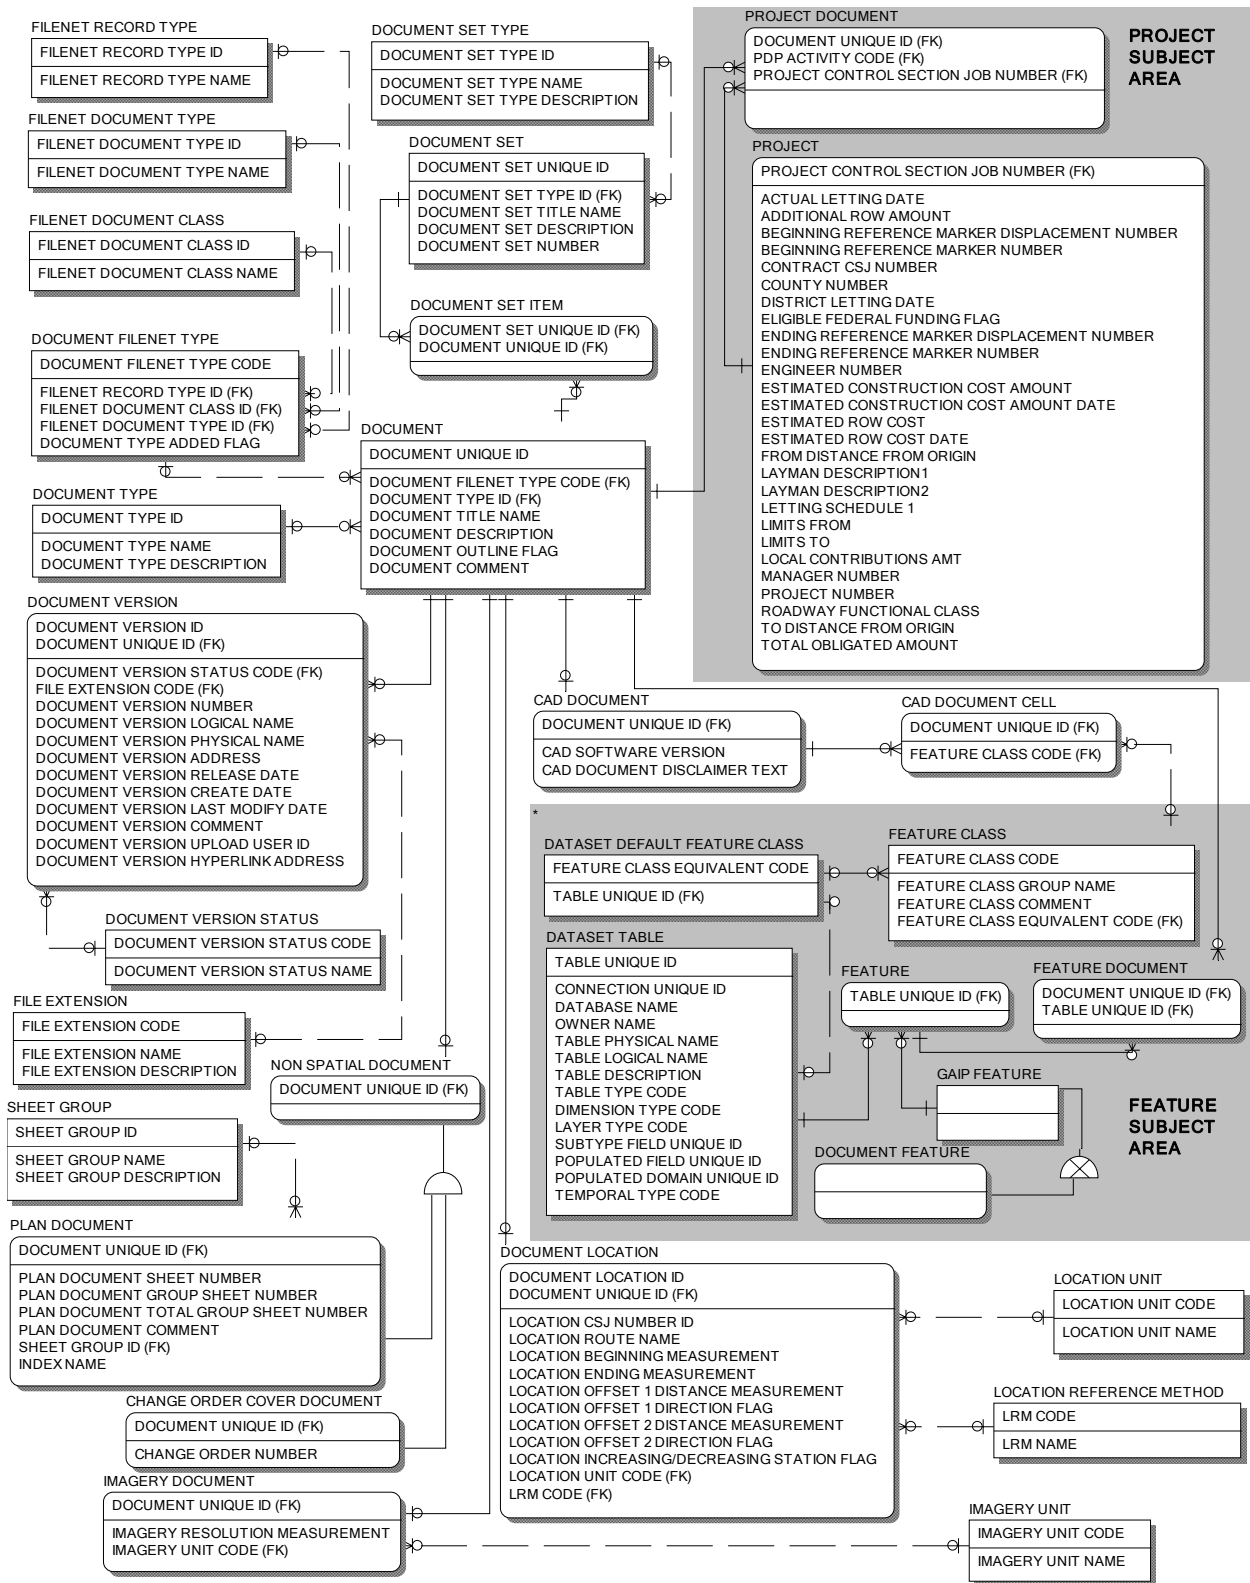 FILENET RECORD TYPE
FILENET RECORD TYPE ID
FILENET RECORD TYPE NAME
FILENET DOCUMENT TYPE
FILENET DOCUMENT TYPE ID
FILENET DOCUMENT TYPE NAME
FILENET DOCUMENT CLASS
FILENET DOCUMENT CLASS ID
FILENET DOCUMENT CLASS NAME
DOCUMENT FILENET TYPE
DOCUMENT FILENET TYPE CODE
FILENET RECORD TYPE ID (FK)
FILENET DOCUMENT CLASS ID (FK)
FILENET DOCUMENT TYPE ID (FK)
DOCUMENT TYPE ADDED FLAG
DOCUMENT SET TYPE
DOCUMENT SET TYPE ID
DOCUMENT SET TYPE NAME
DOCUMENT SET TYPE DESCRIPTION
DOCUMENT SET
DOCUMENT SET UNIQUE ID
DOCUMENT SET TYPE ID (FK)
DOCUMENT SET TITLE NAME
DOCUMENT SET DESCRIPTION
DOCUMENT SET NUMBER
DOCUMENT SET ITEM
DOCUMENT SET UNIQUE ID (FK)
DOCUMENT UNIQUE ID (FK)
PROJECT DOCUMENT
DOCUMENT UNIQUE ID (FK)
PDP ACTIVITY CODE (FK)
PROJECT CONTROL SECTION JOB NUMBER (FK)
PROJECT
SUBJECT
AREA
PROJECT
PROJECT CONTROL SECTION JOB NUMBER (FK)
ACTUAL LETTING DATE
ADDITIONAL ROW AMOUNT
BEGINNING REFERENCE MARKER DISPLACEMENT NUMBER
BEGINNING REFERENCE MARKER NUMBER
CONTRACT CSJ NUMBER
COUNTY NUMBER
DISTRICT LETTING DATE
ELIGIBLE FEDERAL FUNDING FLAG
ENDING REFERENCE MARKER DISPLACEMENT NUMBER
ENDING REFERENCE MARKER NUMBER
ENGINEER NUMBER
ESTIMATED CONSTRUCTION COST AMOUNT
ESTIMATED CONSTRUCTION COST AMOUNT DATE
ESTIMATED ROW COST
ESTIMATED ROW COST DATE
FROM DISTANCE FROM ORIGIN
LAYMAN DESCRIPTION1
LAYMAN DESCRIPTION2
LETTING SCHEDULE 1
LIMITS FROM
LIMITS TO
LOCAL CONTRIBUTIONS AMT
MANAGER NUMBER
PROJECT NUMBER
ROADWAY FUNCTIONAL CLASS
TO DISTANCE FROM ORIGIN
TOTAL OBLIGATED AMOUNT
DOCUMENT
DOCUMENT UNIQUE ID
DOCUMENT FILENET TYPE CODE (FK)
DOCUMENT TYPE ID (FK)
DOCUMENT TITLE NAME
DOCUMENT DESCRIPTION
DOCUMENT OUTLINE FLAG
DOCUMENT COMMENT
DOCUMENT TYPE
DOCUMENT TYPE ID
DOCUMENT TYPE NAME
DOCUMENT TYPE DESCRIPTION
DOCUMENT VERSION
DOCUMENT VERSION ID
DOCUMENT UNIQUE ID (FK)
DOCUMENT VERSION STATUS CODE (FK)
FILE EXTENSION CODE (FK)
DOCUMENT VERSION NUMBER
DOCUMENT VERSION LOGICAL NAME
DOCUMENT VERSION PHYSICAL NAME
DOCUMENT VERSION ADDRESS
DOCUMENT VERSION RELEASE DATE
DOCUMENT VERSION CREATE DATE
DOCUMENT VERSION LAST MODIFY DATE
DOCUMENT VERSION COMMENT
DOCUMENT VERSION UPLOAD USER ID
DOCUMENT VERSION HYPERLINK ADDRESS
DOCUMENT VERSION STATUS
DOCUMENT VERSION STATUS CODE
DOCUMENT VERSION STATUS NAME
FILE EXTENSION
FILE EXTENSION CODE
FILE EXTENSION NAME
FILE EXTENSION DESCRIPTION
CAD DOCUMENT
DOCUMENT UNIQUE ID (FK)
CAD SOFTWARE VERSION
CAD DOCUMENT DISCLAIMER TEXT
CAD DOCUMENT CELL
DOCUMENT UNIQUE ID (FK)
FEATURE CLASS CODE (FK)
*
DATASET DEFAULT FEATURE CLASS
FEATURE CLASS EQUIVALENT CODE
TABLE UNIQUE ID (FK)
FEATURE CLASS
FEATURE CLASS CODE
FEATURE CLASS GROUP NAME
FEATURE CLASS COMMENT
FEATURE CLASS EQUIVALENT CODE (FK)
DATASET TABLE
TABLE UNIQUE ID
CONNECTION UNIQUE ID
DATABASE NAME
OWNER NAME
TABLE PHYSICAL NAME
TABLE LOGICAL NAME
TABLE DESCRIPTION
TABLE TYPE CODE
DIMENSION TYPE CODE
LAYER TYPE CODE
SUBTYPE FIELD UNIQUE ID
POPULATED FIELD UNIQUE ID
POPULATED DOMAIN UNIQUE ID
TEMPORAL TYPE CODE
FEATURE
TABLE UNIQUE ID (FK)
FEATURE DOCUMENT
DOCUMENT UNIQUE ID (FK)
TABLE UNIQUE ID (FK)
GAIP FEATURE
DOCUMENT FEATURE
FEATURE
SUBJECT
AREA
NON SPATIAL DOCUMENT
DOCUMENT UNIQUE ID (FK)
SHEET GROUP
SHEET GROUP ID
SHEET GROUP NAME
SHEET GROUP DESCRIPTION
PLAN DOCUMENT
DOCUMENT UNIQUE ID (FK)
PLAN DOCUMENT SHEET NUMBER
PLAN DOCUMENT GROUP SHEET NUMBER
PLAN DOCUMENT TOTAL GROUP SHEET NUMBER
PLAN DOCUMENT COMMENT
SHEET GROUP ID (FK)
INDEX NAME
CHANGE ORDER COVER DOCUMENT
DOCUMENT UNIQUE ID (FK)
CHANGE ORDER NUMBER
IMAGERY DOCUMENT
DOCUMENT UNIQUE ID (FK)
IMAGERY RESOLUTION MEASUREMENT
IMAGERY UNIT CODE (FK)
DOCUMENT LOCATION
DOCUMENT LOCATION ID
DOCUMENT UNIQUE ID (FK)
LOCATION CSJ NUMBER ID
LOCATION ROUTE NAME
LOCATION BEGINNING MEASUREMENT
LOCATION ENDING MEASUREMENT
LOCATION OFFSET 1 DISTANCE MEASUREMENT
LOCATION OFFSET 1 DIRECTION FLAG
LOCATION OFFSET 2 DISTANCE MEASUREMENT
LOCATION OFFSET 2 DIRECTION FLAG
LOCATION INCREASING/DECREASING STATION FLAG
LOCATION UNIT CODE (FK)
LRM CODE (FK)
LOCATION UNIT
LOCATION UNIT CODE
LOCATION UNIT NAME
LOCATION REFERENCE METHOD
LRM CODE
LRM NAME
IMAGERY UNIT
IMAGERY UNIT CODE
IMAGERY UNIT NAME